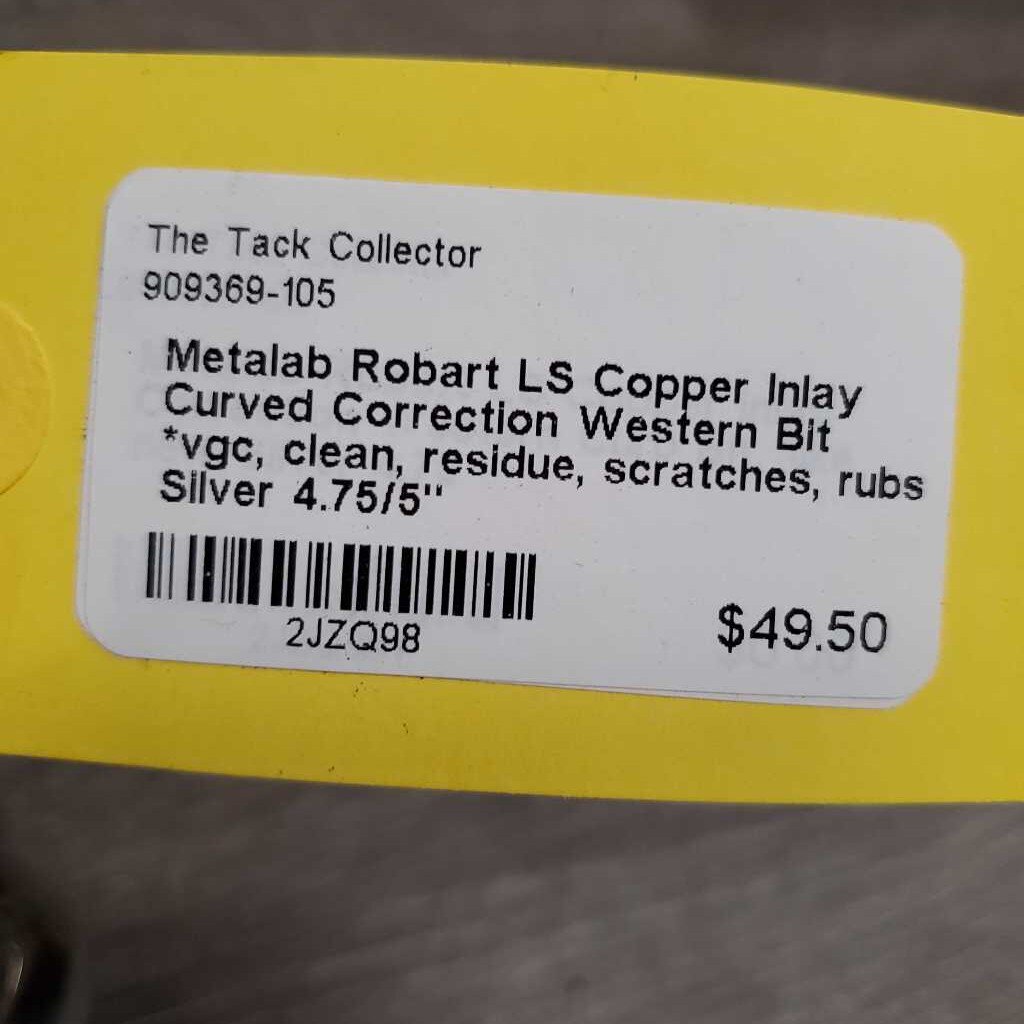 The Tack Collector
909369-105
Metalab Robart LS Copper Inlay
Curved Correction Western Bit
*vgc, clean, residue, scratches, rubs
Silver 4.75/5"
2JZQ98
$49.50